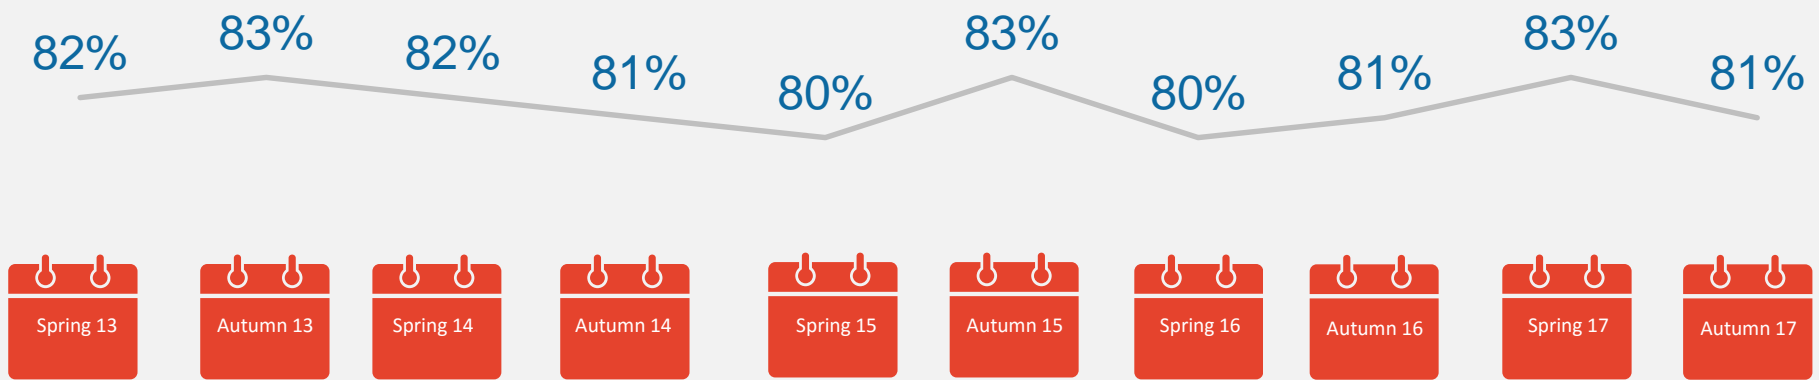 82%
83%
82%
81%
80%
83%
80%
81%
83%
81%
Spring 13
Autumn 13
Spring 14
Autumn 14
Spring 15
Autumn 15
Spring 16
Autumn 16
Spring 17
Autumn 17